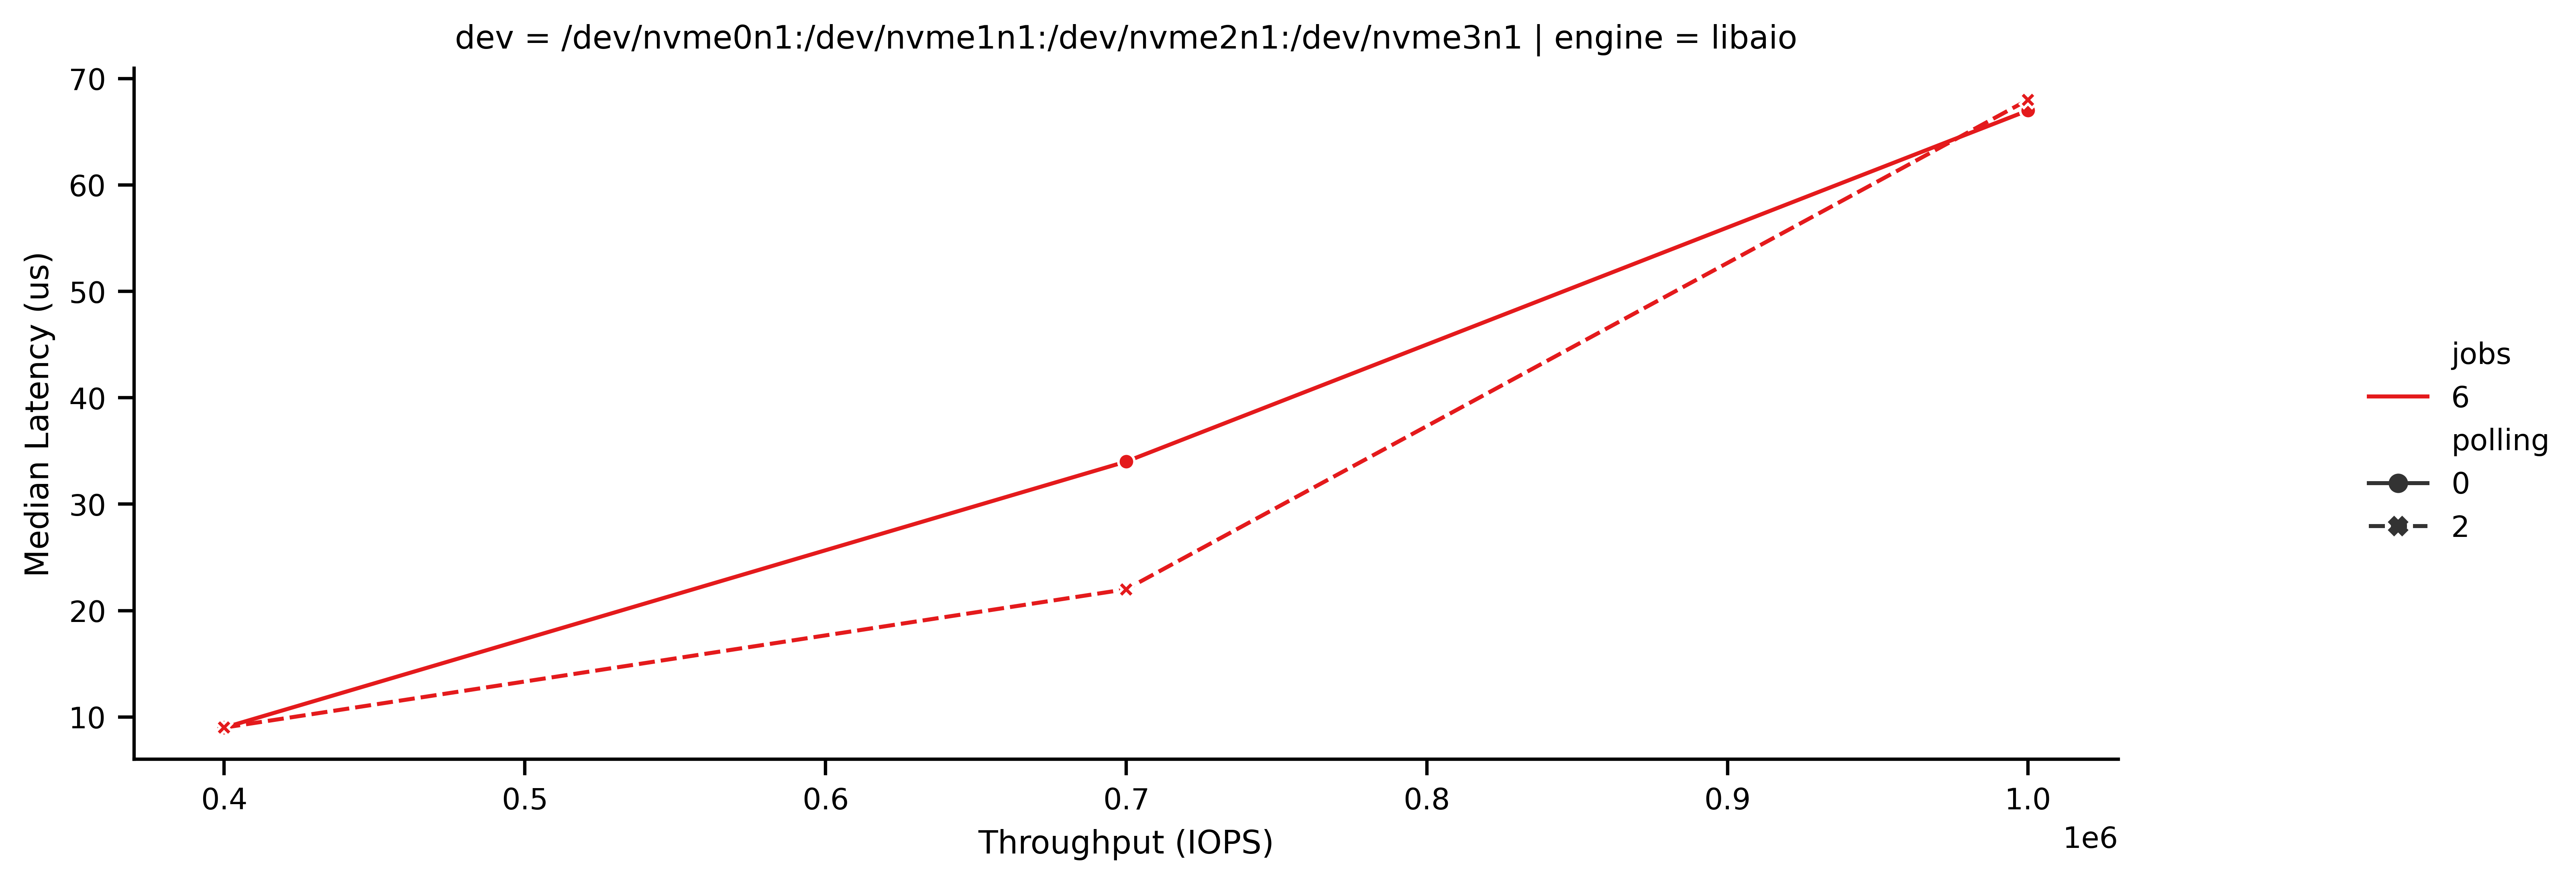 dev = /dev/nvme0n1:/dev/nvme1n1:/dev/nvme2n1:/dev/nvme3n1 | engine = libaio
Median Latency (us)
70
60
50
40
30
20
10
0.4 0.5 0.6 0.7 0.8 0.9 1.0
1e6
Throughput (IOPS)
jobs
6
polling
0
2